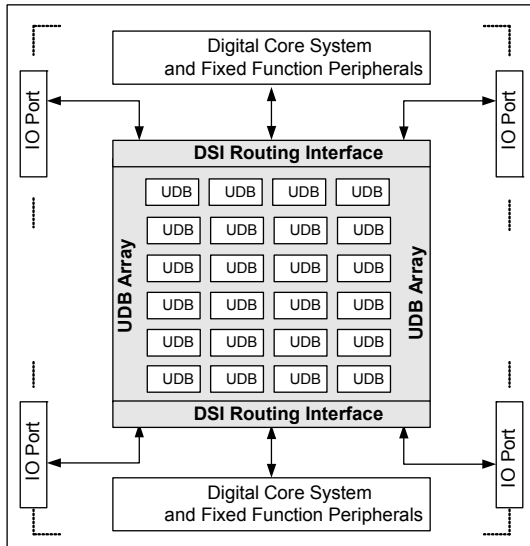 Digital Core System
and Fixed Function Peripherals
IO Port
IO Port
DSI Routing Interface
UDB Array
UDB UDB UDB UDB
UDB UDB UDB UDB
UDB UDB UDB UDB
UDB UDB UDB UDB
UDB UDB UDB UDB
UDB UDB UDB UDB
UDB Array
DSI Routing Interface
IO Port
IO Port
Digital Core System
and Fixed Function Peripherals